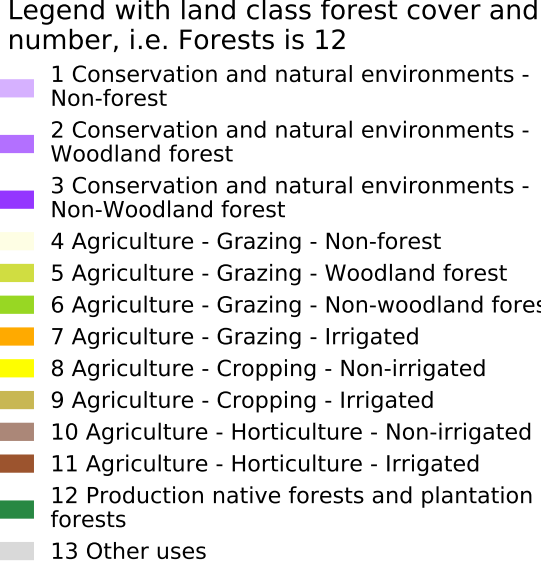 Legend with land class forest cover and
number, i.e. Forests is 12
1 Conservation and natural environments -
Non-forest
2 Conservation and natural environments -
Woodland forest
3 Conservation and natural environments -
Non-Woodland forest
4 Agriculture - Grazing - Non-forest
5 Agriculture - Grazing - Woodland forest
6 Agriculture - Grazing - Non-woodland fores
7 Agriculture - Grazing - Irrigated
8 Agriculture - Cropping - Non-irrigated
9 Agriculture - Cropping - Irrigated
10 Agriculture - Horticulture - Non-irrigated
11 Agriculture - Horticulture - Irrigated
12 Production native forests and plantation
forests
13 Other uses